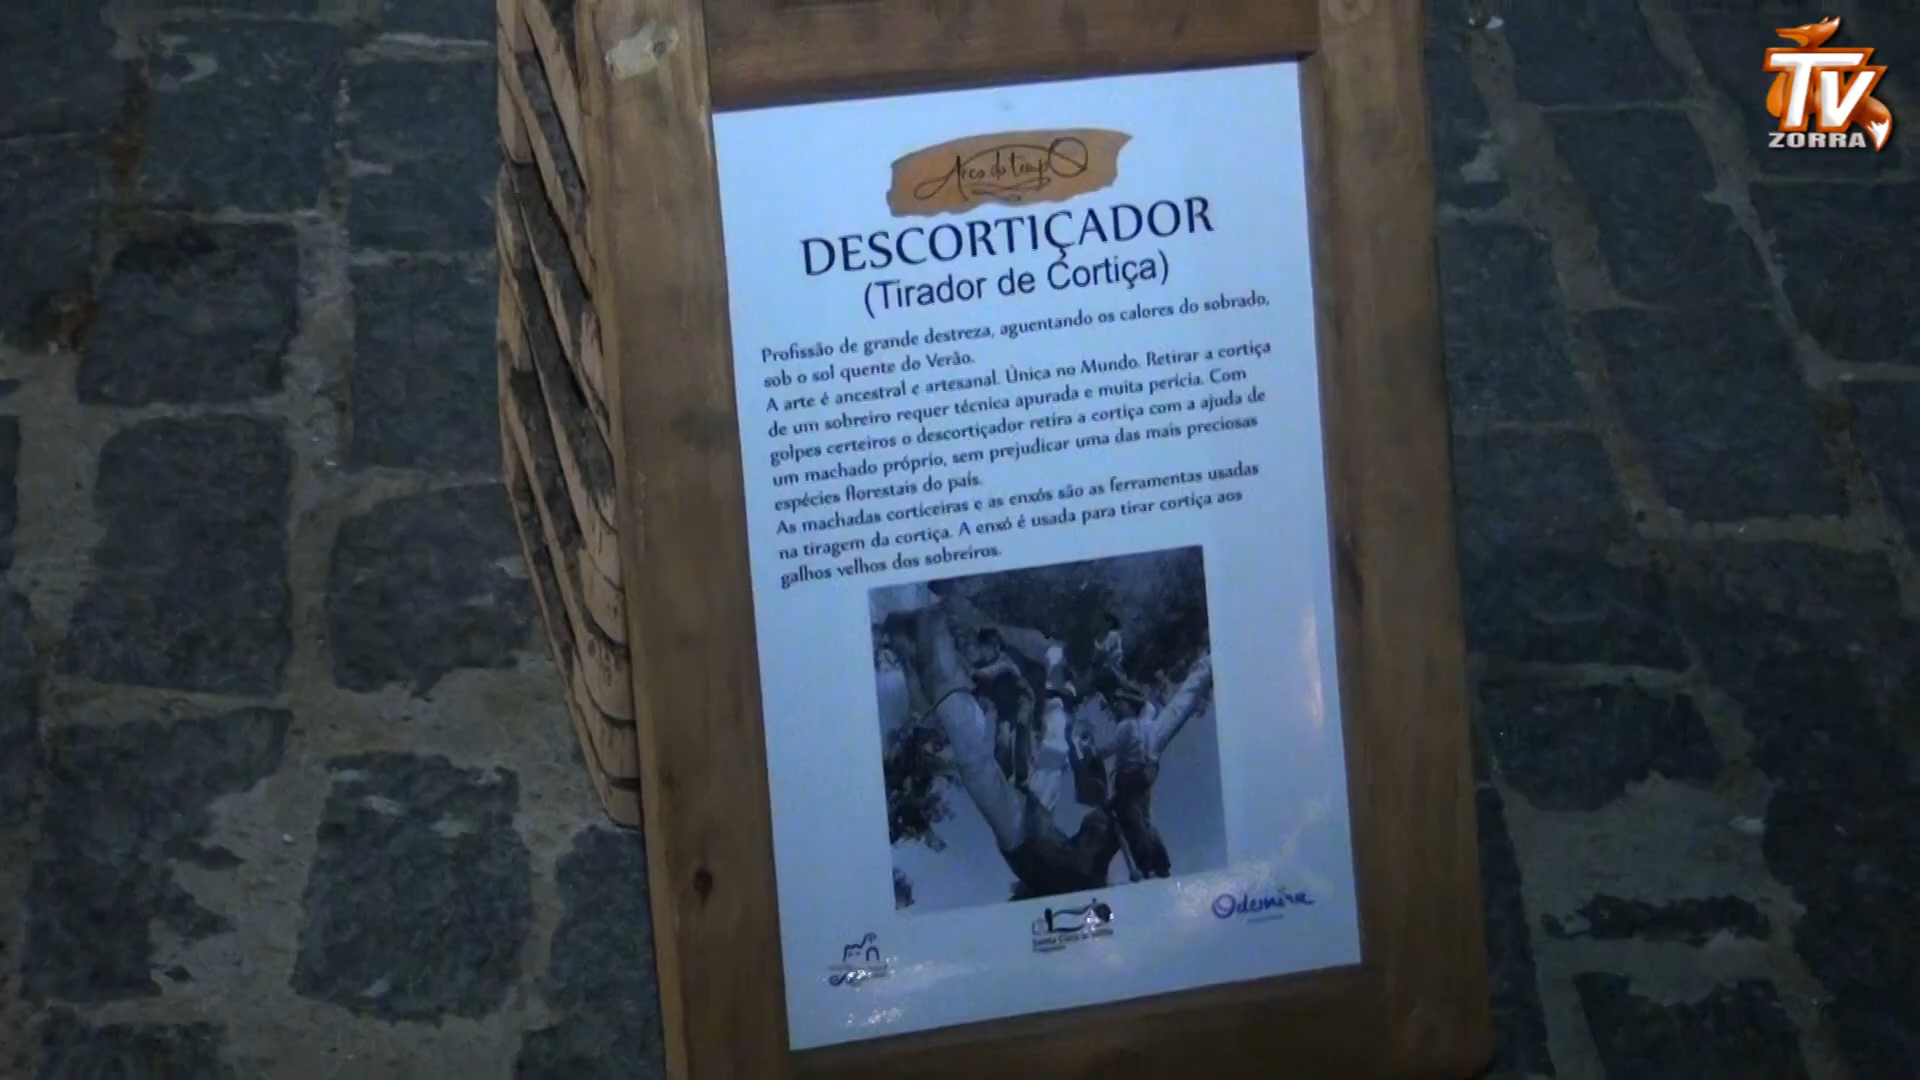 TV
ZORRA
Arca do tempo
DESCORTIÇADOR
(Tirador de Cortiça)
Profissão de grande destreza, aguentando os calores do sobrado,
sob o sol quente do Verão.
A arte é ancestral e artesanal. Única no Mundo. Retirar a cortiça
de um sobreiro requer técnica apurada e muita perícia. Com
golpes certeiros o descortiçador retira a cortiça com a ajuda de
um machado próprio, sem prejudicar uma das mais preciosas
espécies florestais do país.
As machadas corticeiras e as enxós são as ferramentas usadas
na tiragem da cortiça. A enxó é usada para tirar cortiça aos
galhos velhos dos sobreiros.
Odemira